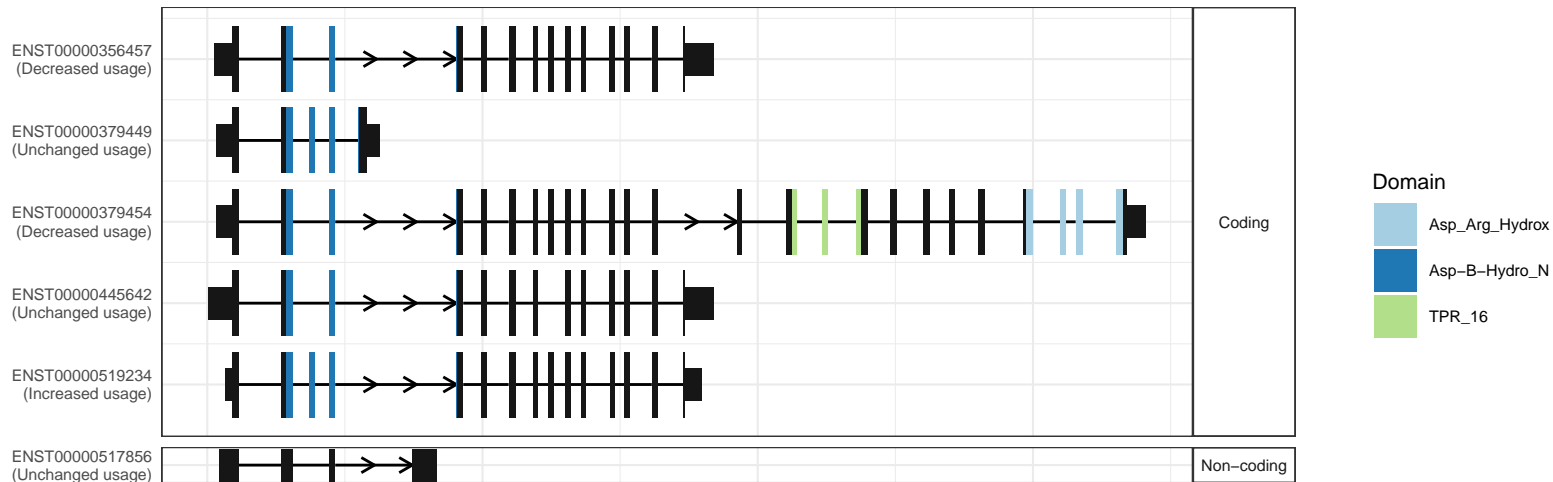 ENST00000356457
(Decreased usage)
ENST00000379449
(Unchanged usage)
ENST00000379454
(Decreased usage)
ENST00000445642
(Unchanged usage)
ENST00000519234
(Increased usage)
ENST00000517856
(Unchanged usage)
Coding
Non−coding
Domain
Asp_Arg_Hydrox
Asp−B−Hydro_N
TPR_16